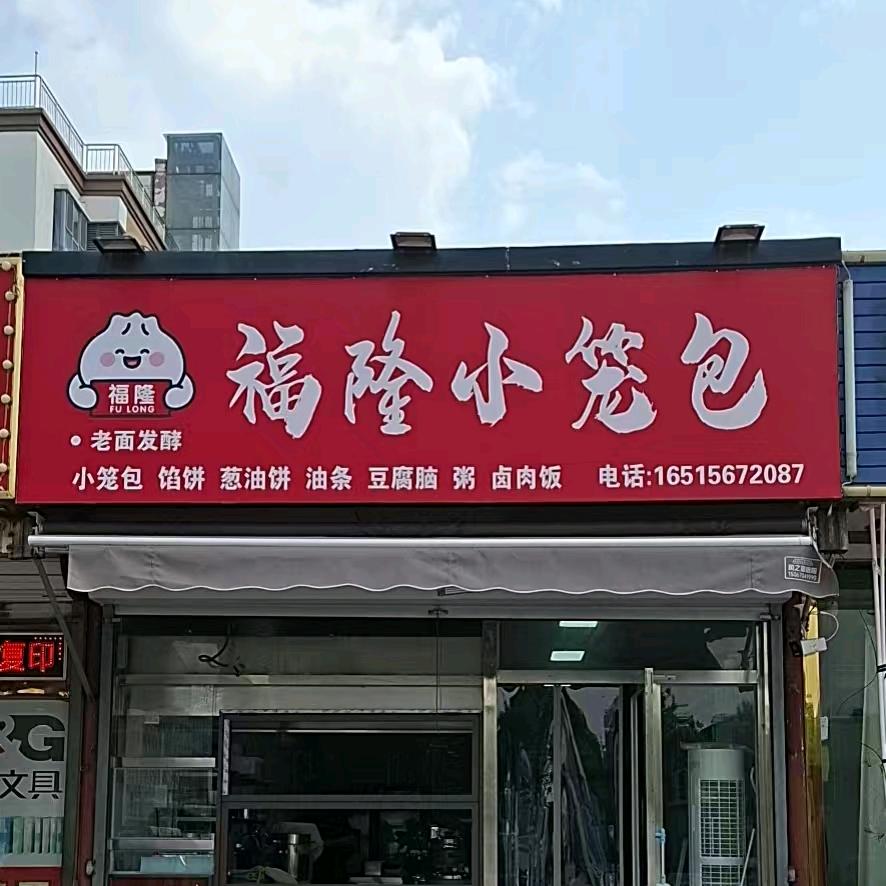 福隆小笼包
福隆
FU LONG
• 老面发酵
小笼包 馅饼 葱油饼 油条 豆腐脑 粥 卤肉饭 电话:16515672087
复印
&G
文具